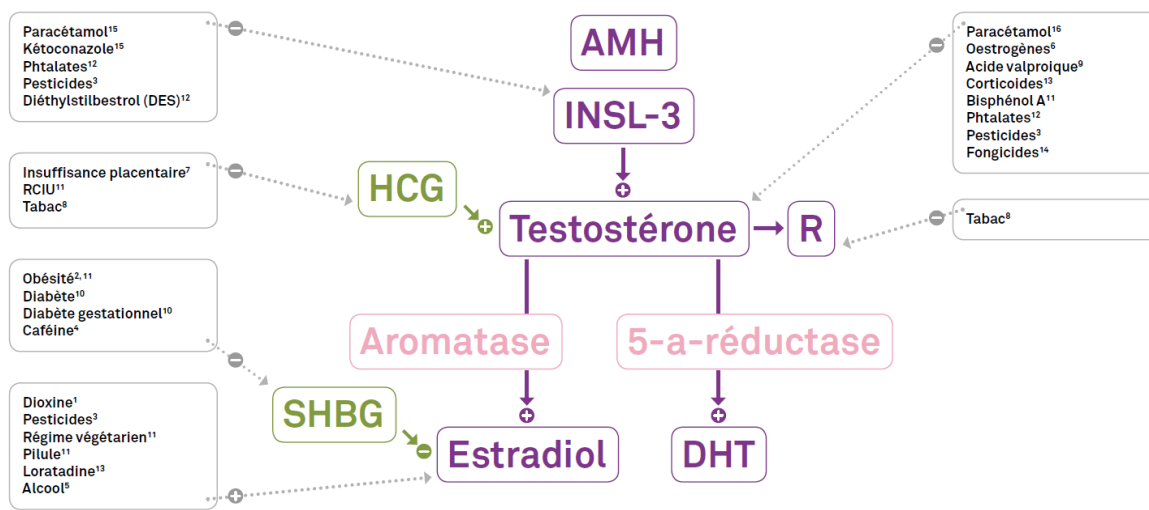 Paracétamol¹⁵
Kétoconazole¹⁵
Phtalates¹²
Pesticides³
Diéthylstilbestrol (DES)¹²
Insuffisance placentaire⁷
RCIU¹¹
Tabac⁸
Obésité²,¹¹
Diabète¹⁰
Diabète gestationnel¹⁰
Caféine⁴
Dioxine¹
Pesticides³
Régime végétarien¹¹
Pilule¹¹
Loratadine¹³
Alcool⁵
AMH
INSL-3
HCG
Testostérone
R
Aromatase
5-a-réductase
SHBG
Estradiol
DHT
Paracétamol¹⁶
Oestrogènes⁶
Acide valproique⁹
Corticoides¹³
Bisphénol A¹¹
Phtalates¹²
Pesticides³
Fongicides¹⁴
Tabac⁸